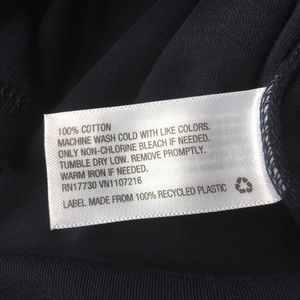 100% COTTON
MACHINE WASH COLD WITH LIKE COLORS.
ONLY NON-CHLORINE BLEACH IF NEEDED.
TUMBLE DRY LOW. REMOVE PROMPTLY.
WARM IRON IF NEEDED.
RN17730 VN1107216
LABEL MADE FROM 100% RECYCLED PLASTIC